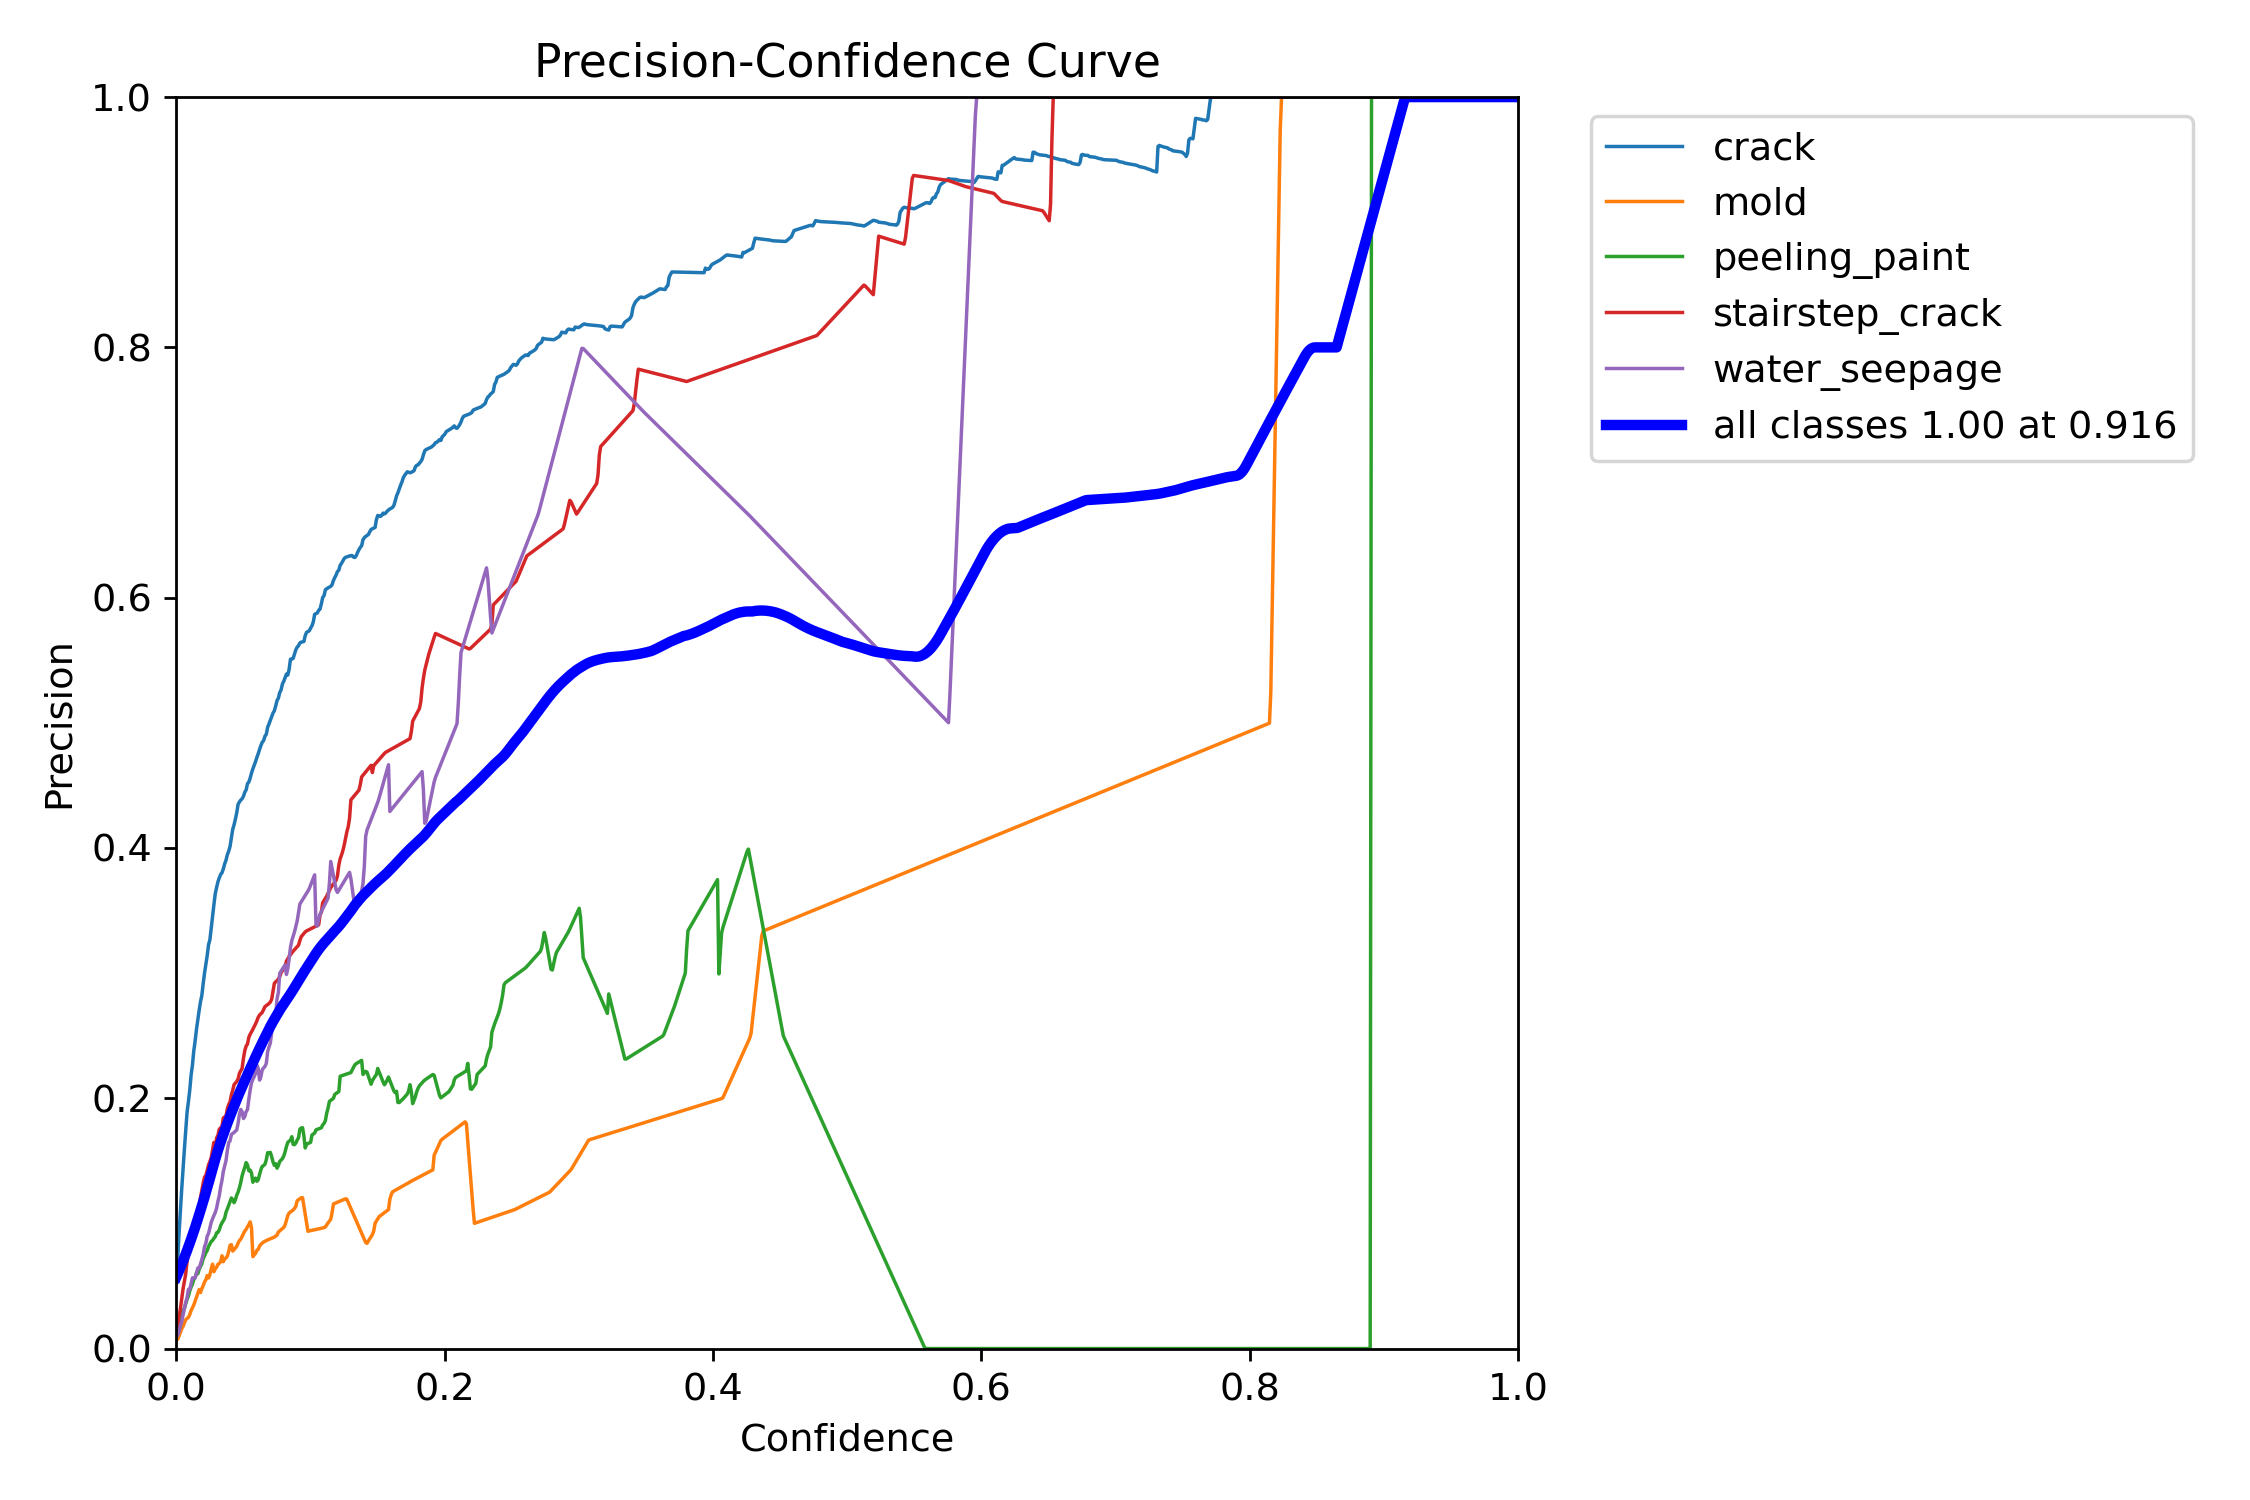 Precision-Confidence Curve
1.0
0.8
0.6
0.4
0.2
0.0
Precision
0.0 0.2 0.4 0.6 0.8 1.0
Confidence
crack
mold
peeling_paint
stairstep_crack
water_seepage
all classes 1.00 at 0.916